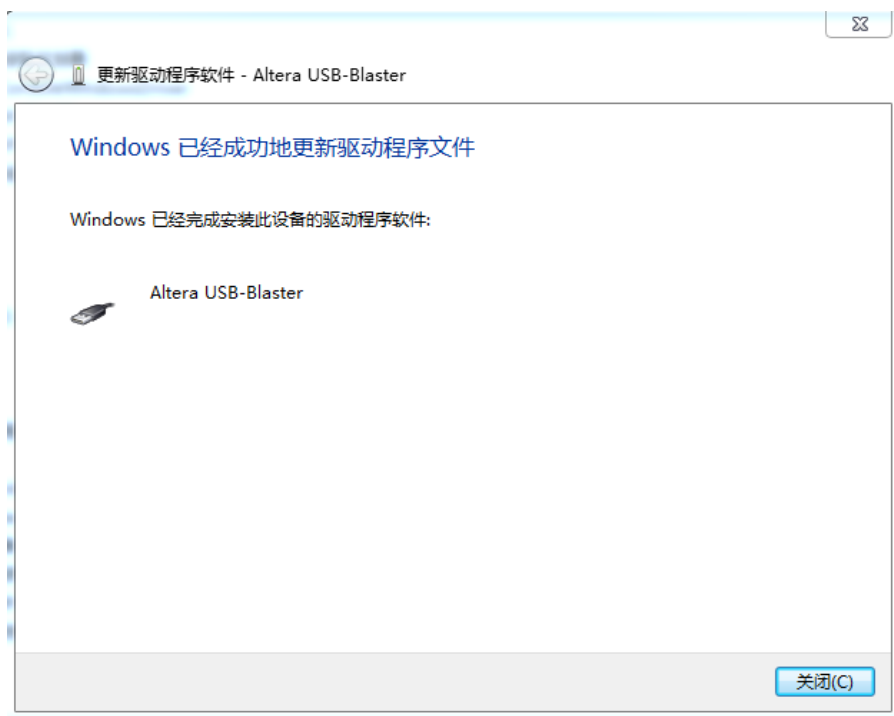 更新驱动程序软件 - Altera USB-Blaster
Windows 已经成功地更新驱动程序文件
Windows 已经完成安装此设备的驱动程序软件:
Altera USB-Blaster
关闭(C)